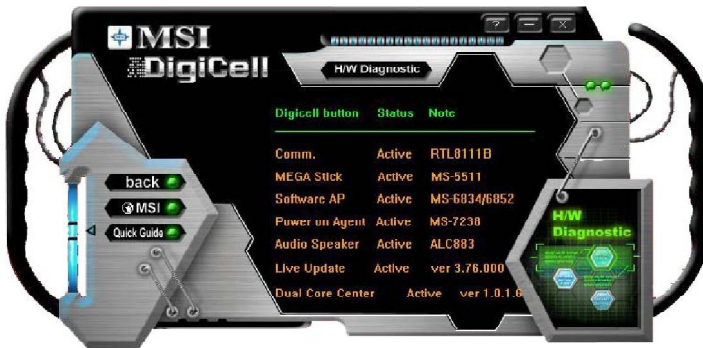 ? — X
MSI
DigiCell
H/W Diagnostic
Digicell button Status Note
Comm. Active RTL8111B
MEGA Stick Active MS-5511
Software AP Active MS-6834/6852
Power on Agent Active MS-7238
Audio Speaker Active ALC883
Live Update Active ver 3.76.000
Dual Core Center Active ver 1.0.1.6
back
MSI
Quick Guide
H/W
Diagnostic